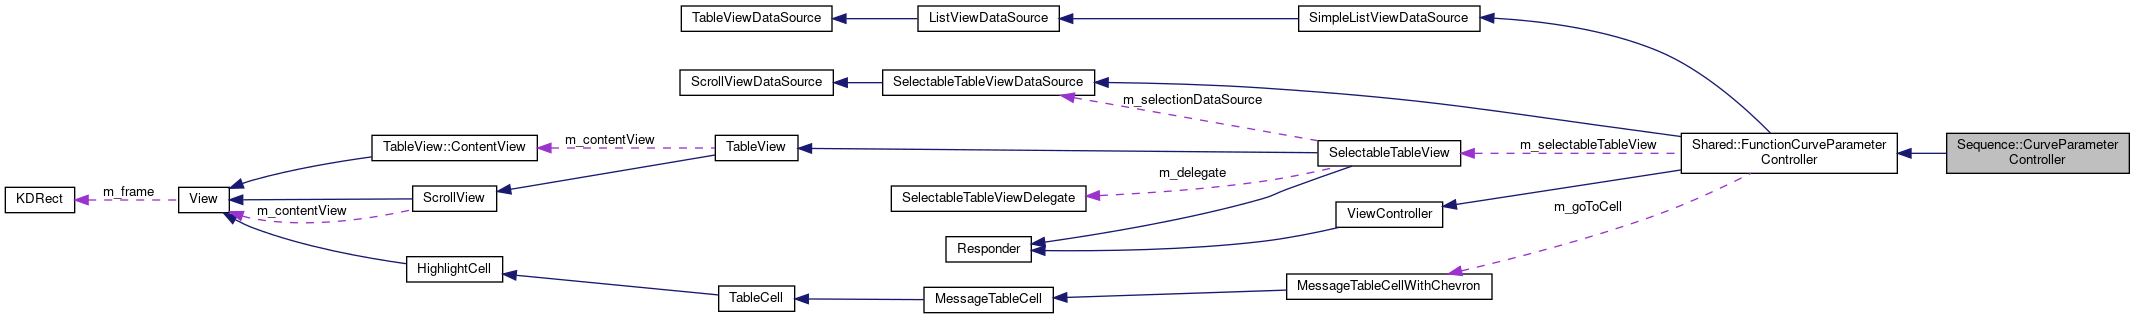 TableViewDataSource
ListViewDataSource
SimpleListViewDataSource
ScrollViewDataSource
SelectableTableViewDataSource
m_selectionDataSource
TableView::ContentView
m_contentView
TableView
SelectableTableView
m_selectableTableView
Shared::FunctionCurveParameter
Controller
Sequence::CurveParameter
Controller
m_delegate
KDRect
m_frame
View
m_contentView
ScrollView
SelectableTableViewDelegate
ViewController
m_goToCell
Responder
HighlightCell
TableCell
MessageTableCell
MessageTableCellWithChevron